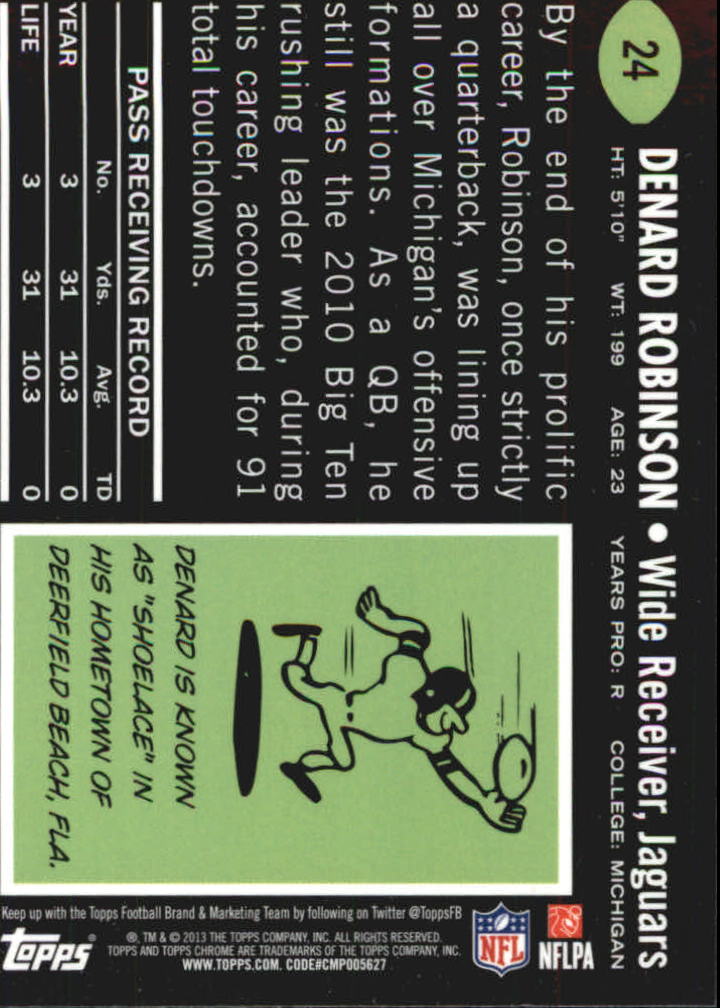 24
DENARD ROBINSON • Wide Receiver, Jaguars
HT: 5'10" WT: 199 AGE: 23 YEARS PRO: R COLLEGE: MICHIGAN
By the end of his prolific
career, Robinson, once strictly
a quarterback, was lining up
all over Michigan's offensive
formations. As a QB, he
still was the 2010 Big Ten
rushing leader who, during
his career, accounted for 91
total touchdowns.
PASS RECEIVING RECORD
No. Yds. Avg. TD
YEAR 3 31 10.3 0
LIFE 3 31 10.3 0
DENARD IS KNOWN
AS "SHOELACE" IN
HIS HOMETOWN OF
DEERFIELD BEACH, FLA.
NFL
NFLPA
Keep up with the Topps Football Brand & Marketing Team by following on Twitter @ToppsFB
®, TM & © 2013 THE TOPPS COMPANY, INC. ALL RIGHTS RESERVED.
TOPPS AND TOPPS CHROME ARE TRADEMARKS OF THE TOPPS COMPANY, INC.
WWW.TOPPS.COM. CODE#CMP005627
TOPPS®